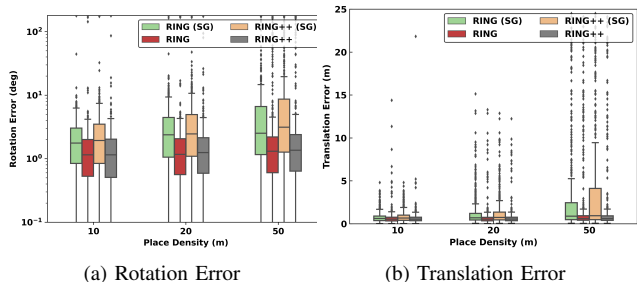 RING (SG)
RING++ (SG)
RING
RING++
10²
10¹
10⁰
10⁻¹
Rotation Error (deg)
10
20
50
Place Density (m)
RING (SG)
RING++ (SG)
RING
RING++
25
20
15
10
5
0
Translation Error (m)
10
20
50
Place Density (m)
(a) Rotation Error
(b) Translation Error